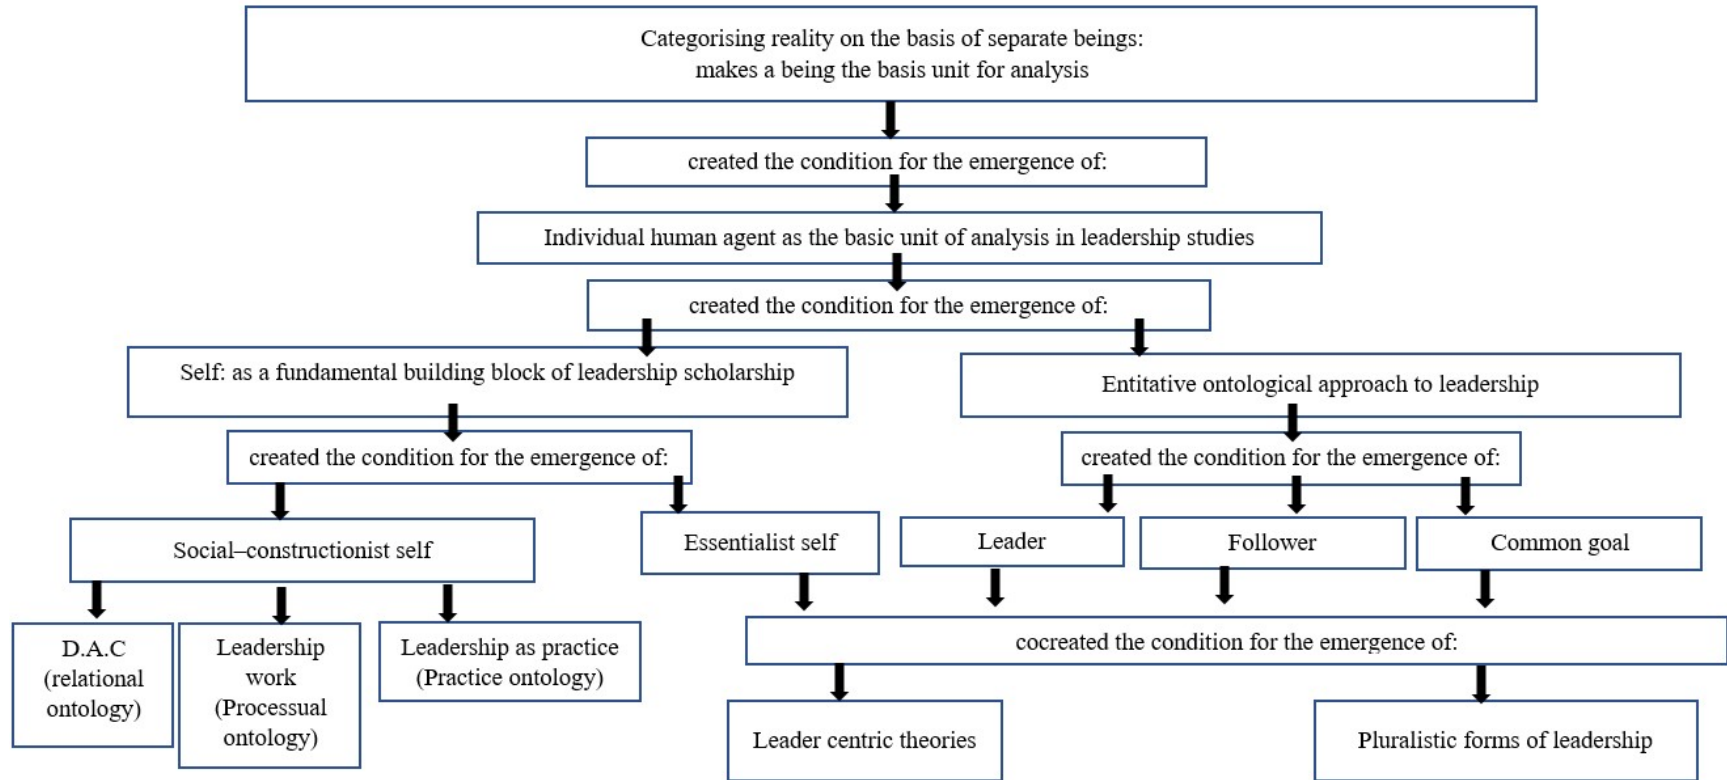 Categorising reality on the basis of separate beings:
makes a being the basis unit for analysis
created the condition for the emergence of:
Individual human agent as the basic unit of analysis in leadership studies
created the condition for the emergence of:
Self: as a fundamental building block of leadership scholarship
Entitative ontological approach to leadership
created the condition for the emergence of:
created the condition for the emergence of:
Social–constructionist self
Essentialist self
Leader
Follower
Common goal
D.A.C
(relational
ontology)
Leadership
work
(Processual
ontology)
Leadership as practice
(Practice ontology)
cocreated the condition for the emergence of:
Leader centric theories
Pluralistic forms of leadership